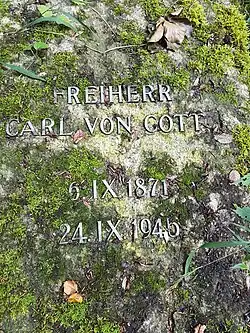 FREIHERR
CARL VON GOTT
6.IX.1871
24.IX.1945